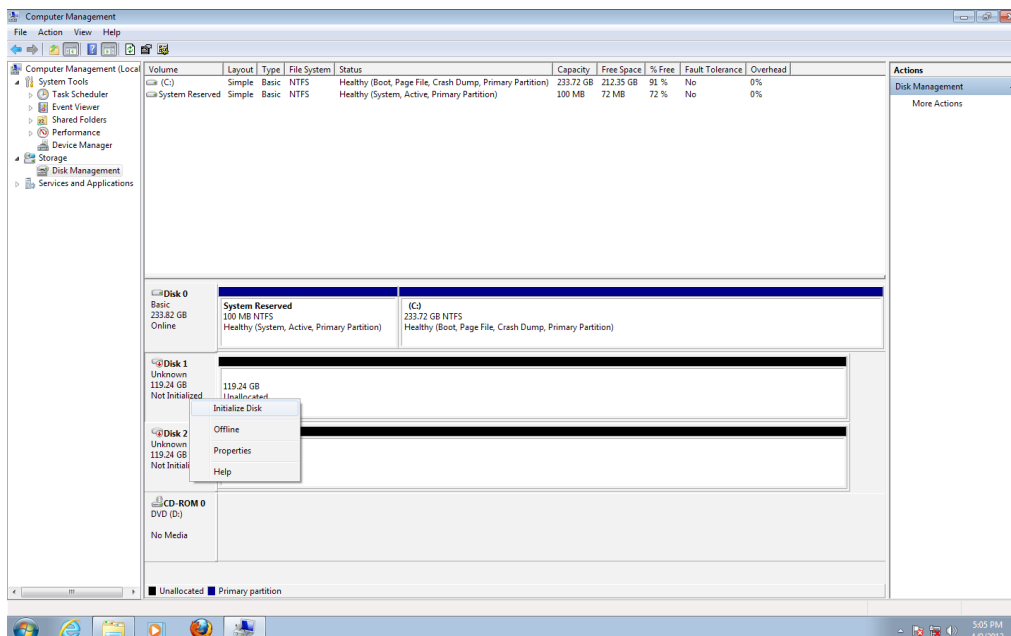 Computer Management
File Action View Help
Computer Management (Local
System Tools
Task Scheduler
Event Viewer
Shared Folders
Performance
Device Manager
Storage
Disk Management
Services and Applications
Volume Layout Type File System Status Capacity Free Space % Free Fault Tolerance Overhead
(C:) Simple Basic NTFS Healthy (Boot, Page File, Crash Dump, Primary Partition) 233.72 GB 212.35 GB 91 % No 0%
System Reserved Simple Basic NTFS Healthy (System, Active, Primary Partition) 100 MB 72 MB 72 % No 0%
Disk 0
Basic
233.82 GB
Online
System Reserved
100 MB NTFS
Healthy (System, Active, Primary Partition)
(C:)
233.72 GB NTFS
Healthy (Boot, Page File, Crash Dump, Primary Partition)
Disk 1
Unknown
119.24 GB
Not Initialized
119.24 GB
Unallocated
Initialize Disk
Offline
Properties
Help
Disk 2
Unknown
119.24 GB
Not Initiali
CD-ROM 0
DVD (D:)
No Media
Unallocated Primary partition
Actions
Disk Management
More Actions
5:05 PM